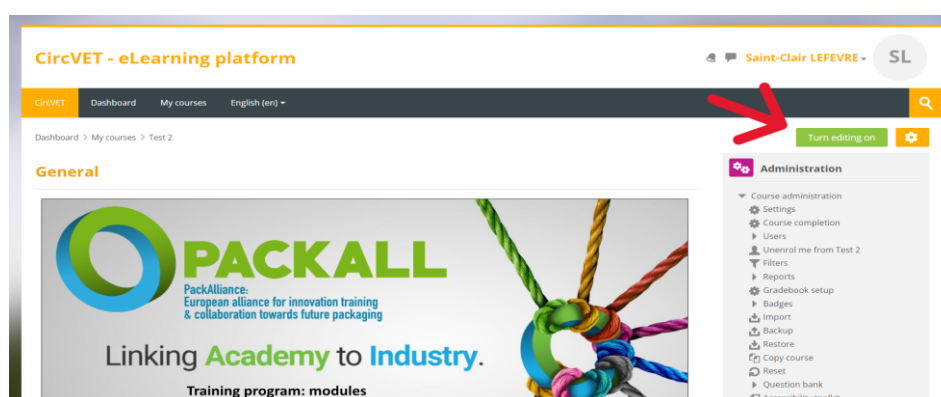 CircVET - eLearning platform
Saint-Clair LEFEVRE
SL
CircVET Dashboard My courses English (en)
Dashboard > My courses > Test 2
Turn editing on
General
PACKALL
PackAlliance:
European alliance for innovation training
& collaboration towards future packaging
Linking Academy to Industry.
Training program: modules
Administration
Course administration
Settings
Course completion
Users
Unenrol me from Test 2
Filters
Reports
Gradebook setup
Badges
Import
Backup
Restore
Copy course
Reset
Question bank
Accessibility toolkit